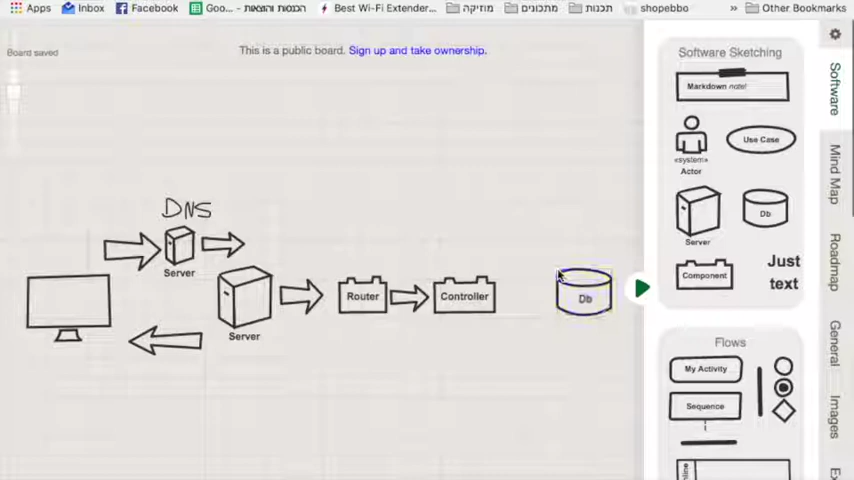 Apps Inbox Facebook Goo... הכנסות והוצאות Best Wi-Fi Extender... מוזיקה מתכונים תכנות shopebbo » Other Bookmarks
Board saved
This is a public board. Sign up and take ownership.
DNS
Server
Server
Router
Controller
Db
Software Sketching
Markdown note!
«system»
Actor
Use Case
Server
Db
Component
Just
text
Flows
My Activity
Sequence
Software
Mind Map
Roadmap
General
Images